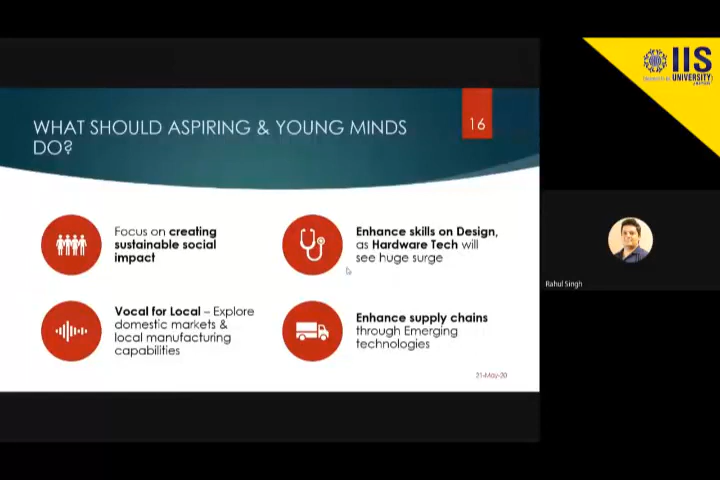 WHAT SHOULD ASPIRING & YOUNG MINDS
DO?
16
Focus on creating
sustainable social
impact
Enhance skills on Design,
as Hardware Tech will
see huge surge
Vocal for Local – Explore
domestic markets &
local manufacturing
capabilities
Enhance supply chains
through Emerging
technologies
21-May-20
IIS
UNIVERSITY
Rahul Singh